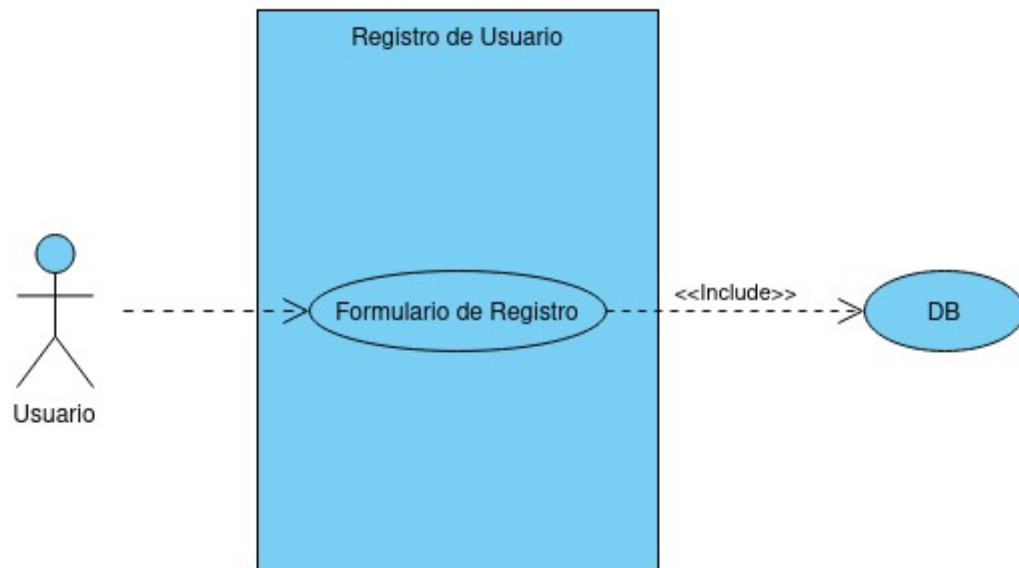 Registro de Usuario
Formulario de Registro
<<Include>>
DB
Usuario